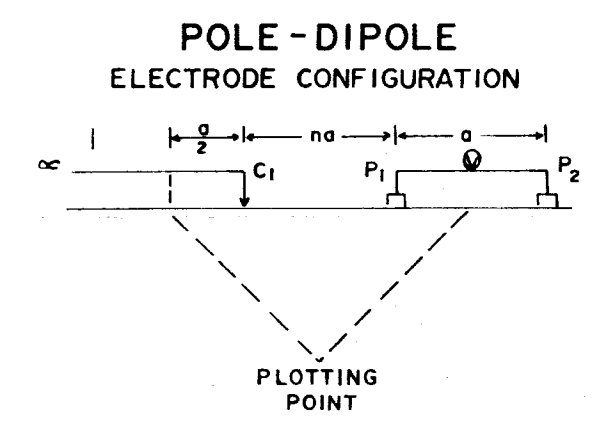 POLE-DIPOLE
ELECTRODE CONFIGURATION
a/2 na a
∝ C1 P1 V P2
PLOTTING
POINT